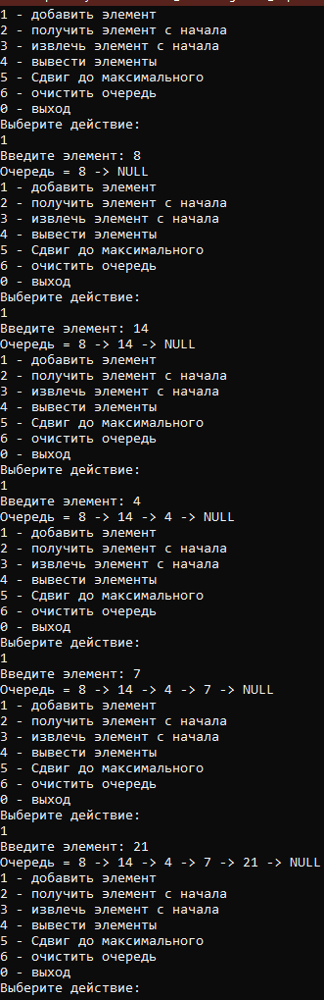 1 - добавить элемент
2 - получить элемент с начала
3 - извлечь элемент с начала
4 - вывести элементы
5 - Сдвиг до максимального
6 - очистить очередь
0 - выход
Выберите действие:
1
Введите элемент: 8
Очередь = 8 -> NULL
1 - добавить элемент
2 - получить элемент с начала
3 - извлечь элемент с начала
4 - вывести элементы
5 - Сдвиг до максимального
6 - очистить очередь
0 - выход
Выберите действие:
1
Введите элемент: 14
Очередь = 8 -> 14 -> NULL
1 - добавить элемент
2 - получить элемент с начала
3 - извлечь элемент с начала
4 - вывести элементы
5 - Сдвиг до максимального
6 - очистить очередь
0 - выход
Выберите действие:
1
Введите элемент: 4
Очередь = 8 -> 14 -> 4 -> NULL
1 - добавить элемент
2 - получить элемент с начала
3 - извлечь элемент с начала
4 - вывести элементы
5 - Сдвиг до максимального
6 - очистить очередь
0 - выход
Выберите действие:
1
Введите элемент: 7
Очередь = 8 -> 14 -> 4 -> 7 -> NULL
1 - добавить элемент
2 - получить элемент с начала
3 - извлечь элемент с начала
4 - вывести элементы
5 - Сдвиг до максимального
6 - очистить очередь
0 - выход
Выберите действие:
1
Введите элемент: 21
Очередь = 8 -> 14 -> 4 -> 7 -> 21 -> NULL
1 - добавить элемент
2 - получить элемент с начала
3 - извлечь элемент с начала
4 - вывести элементы
5 - Сдвиг до максимального
6 - очистить очередь
0 - выход
Выберите действие: